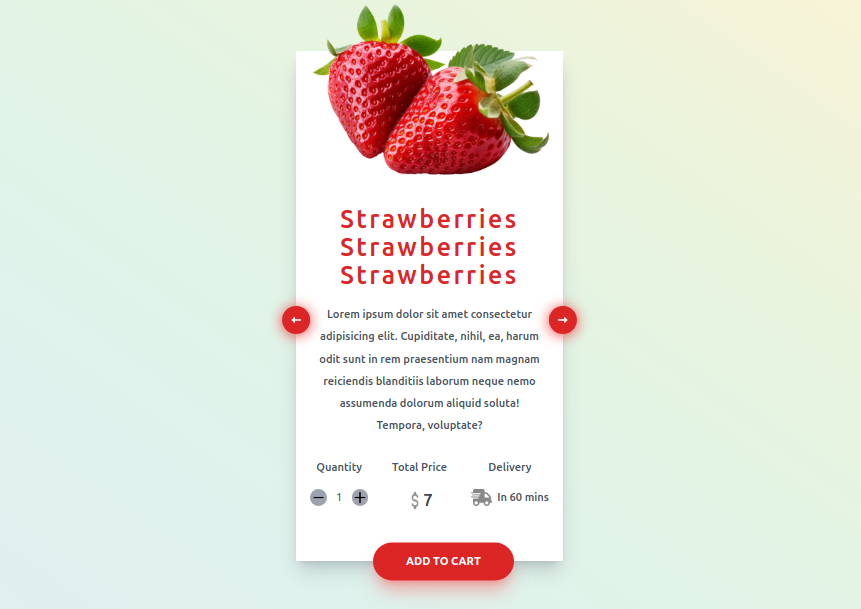 Strawberries
Strawberries
Strawberries
Lorem ipsum dolor sit amet consectetur
adipisicing elit. Cupiditate, nihil, ea, harum
odit sunt in rem praesentium nam magnam
reiciendis blanditiis laborum neque nemo
assumenda dolorum aliquid soluta!
Tempora, voluptate?
Quantity Total Price Delivery
1 $ 7 In 60 mins
ADD TO CART